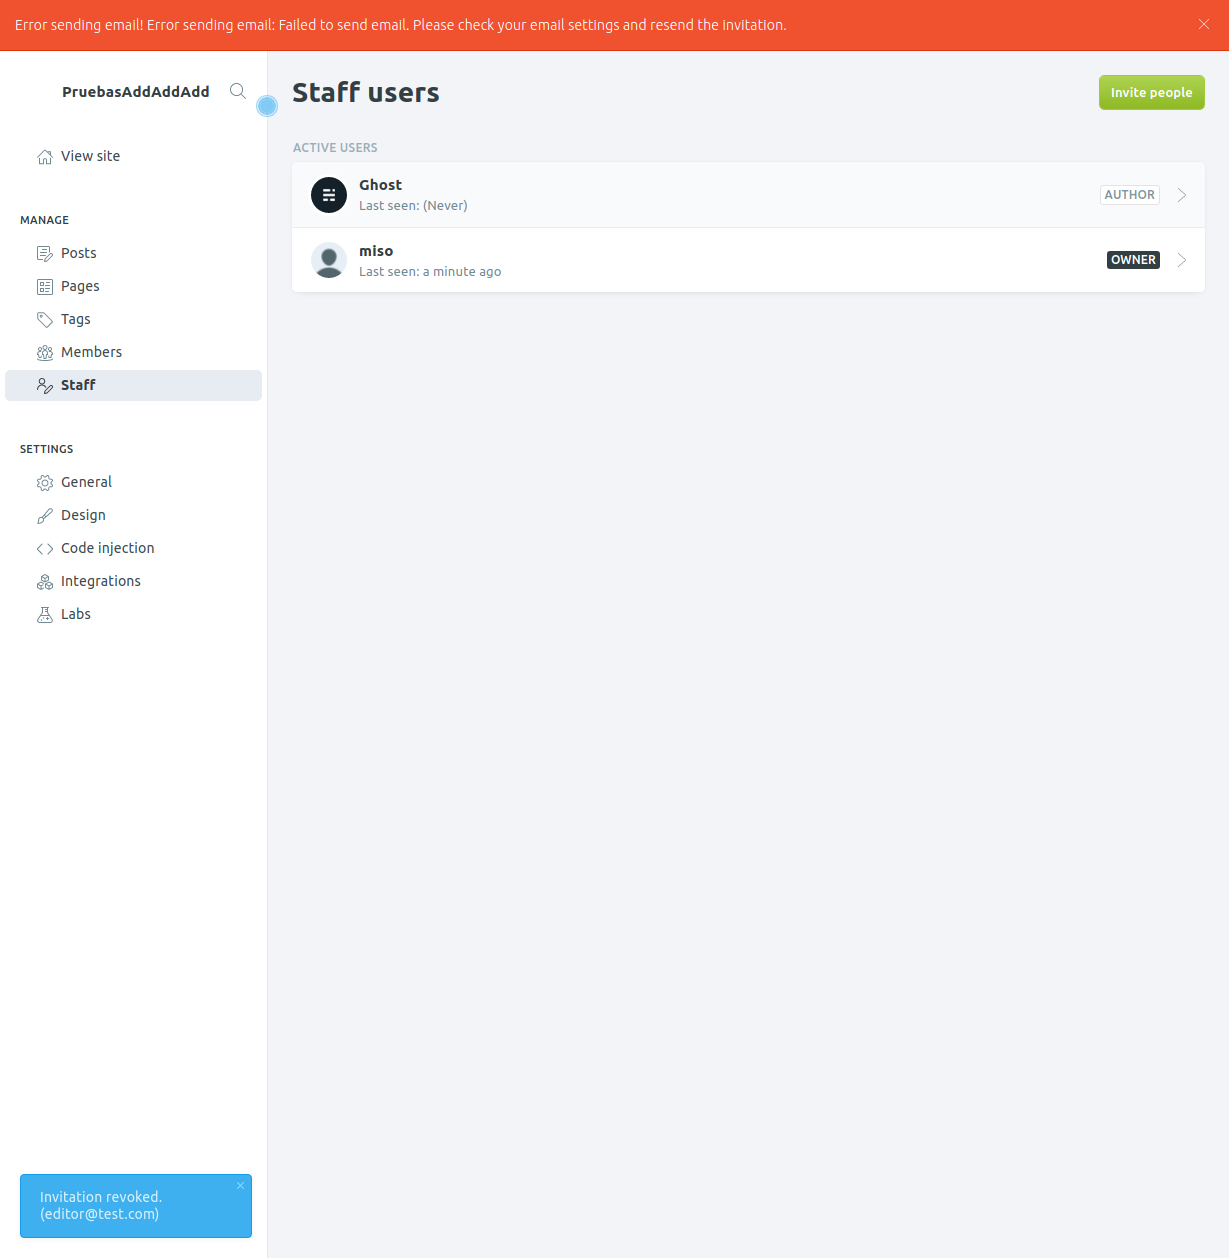 Error sending email! Error sending email: Failed to send email. Please check your email settings and resend the invitation.
PruebasAddAddAdd
View site
MANAGE
Posts
Pages
Tags
Members
Staff
SETTINGS
General
Design
Code injection
Integrations
Labs
Staff users
Invite people
ACTIVE USERS
Ghost
Last seen: (Never)
AUTHOR
miso
Last seen: a minute ago
OWNER
Invitation revoked.
(editor@test.com)